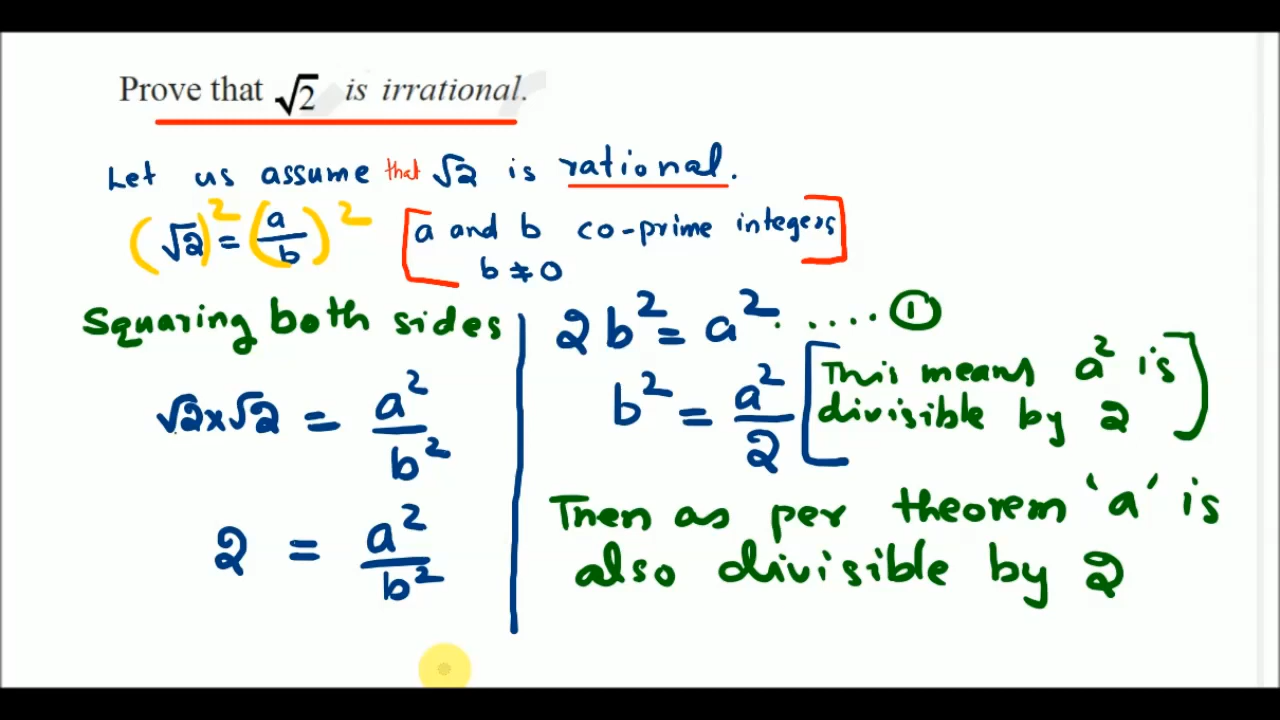 Prove that √2 is irrational.
Let us assume that √2 is rational.
(√2)² = (a/b)² [a and b co-prime integers
b ≠ 0]
Squaring both sides
√2 x √2 = a²/b²
2 = a²/b²
2b² = a² ..... ①
b² = a²/2 [This means a² is
divisible by 2]
Then as per theorem 'a' is
also divisible by 2